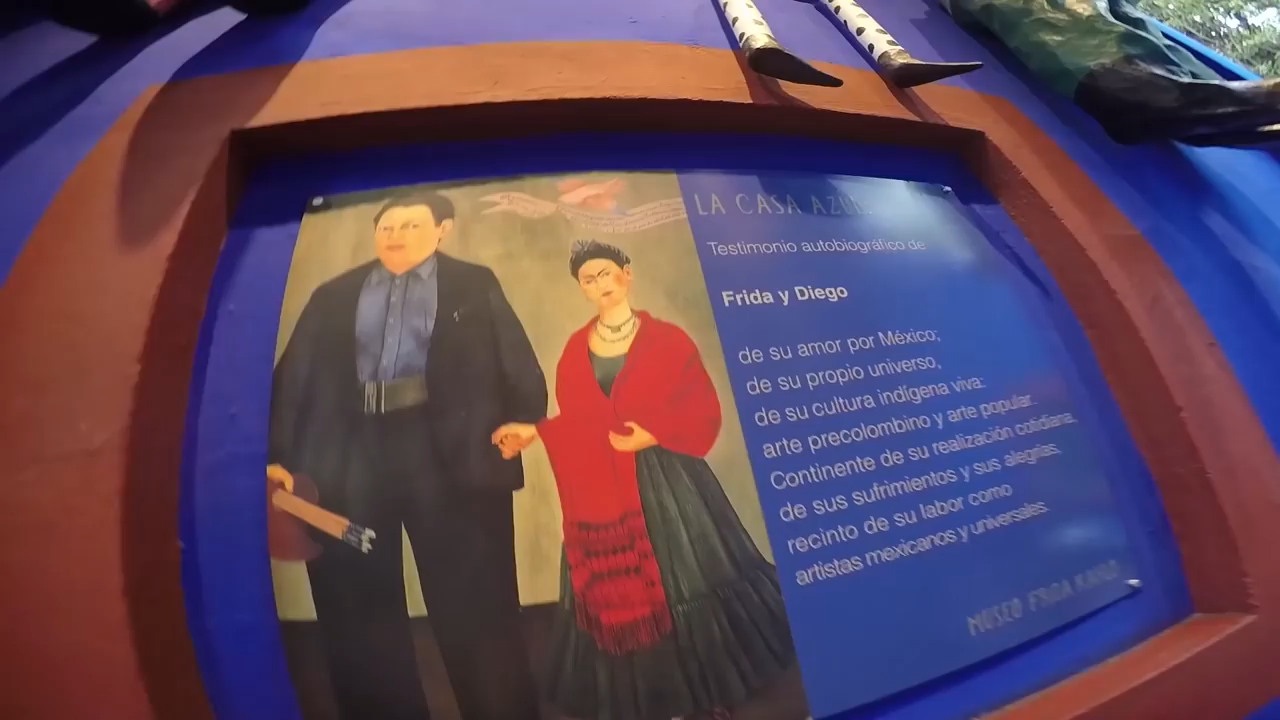 LA CASA AZUL
Testimonio autobiográfico de
Frida y Diego
de su amor por México;
de su propio universo,
de su cultura indígena viva:
arte precolombino y arte popular.
Continente de su realización cotidiana,
de sus sufrimientos y sus alegrías,
recinto de su labor como
artistas mexicanos y universales.
MUSEO FRIDA KAHLO